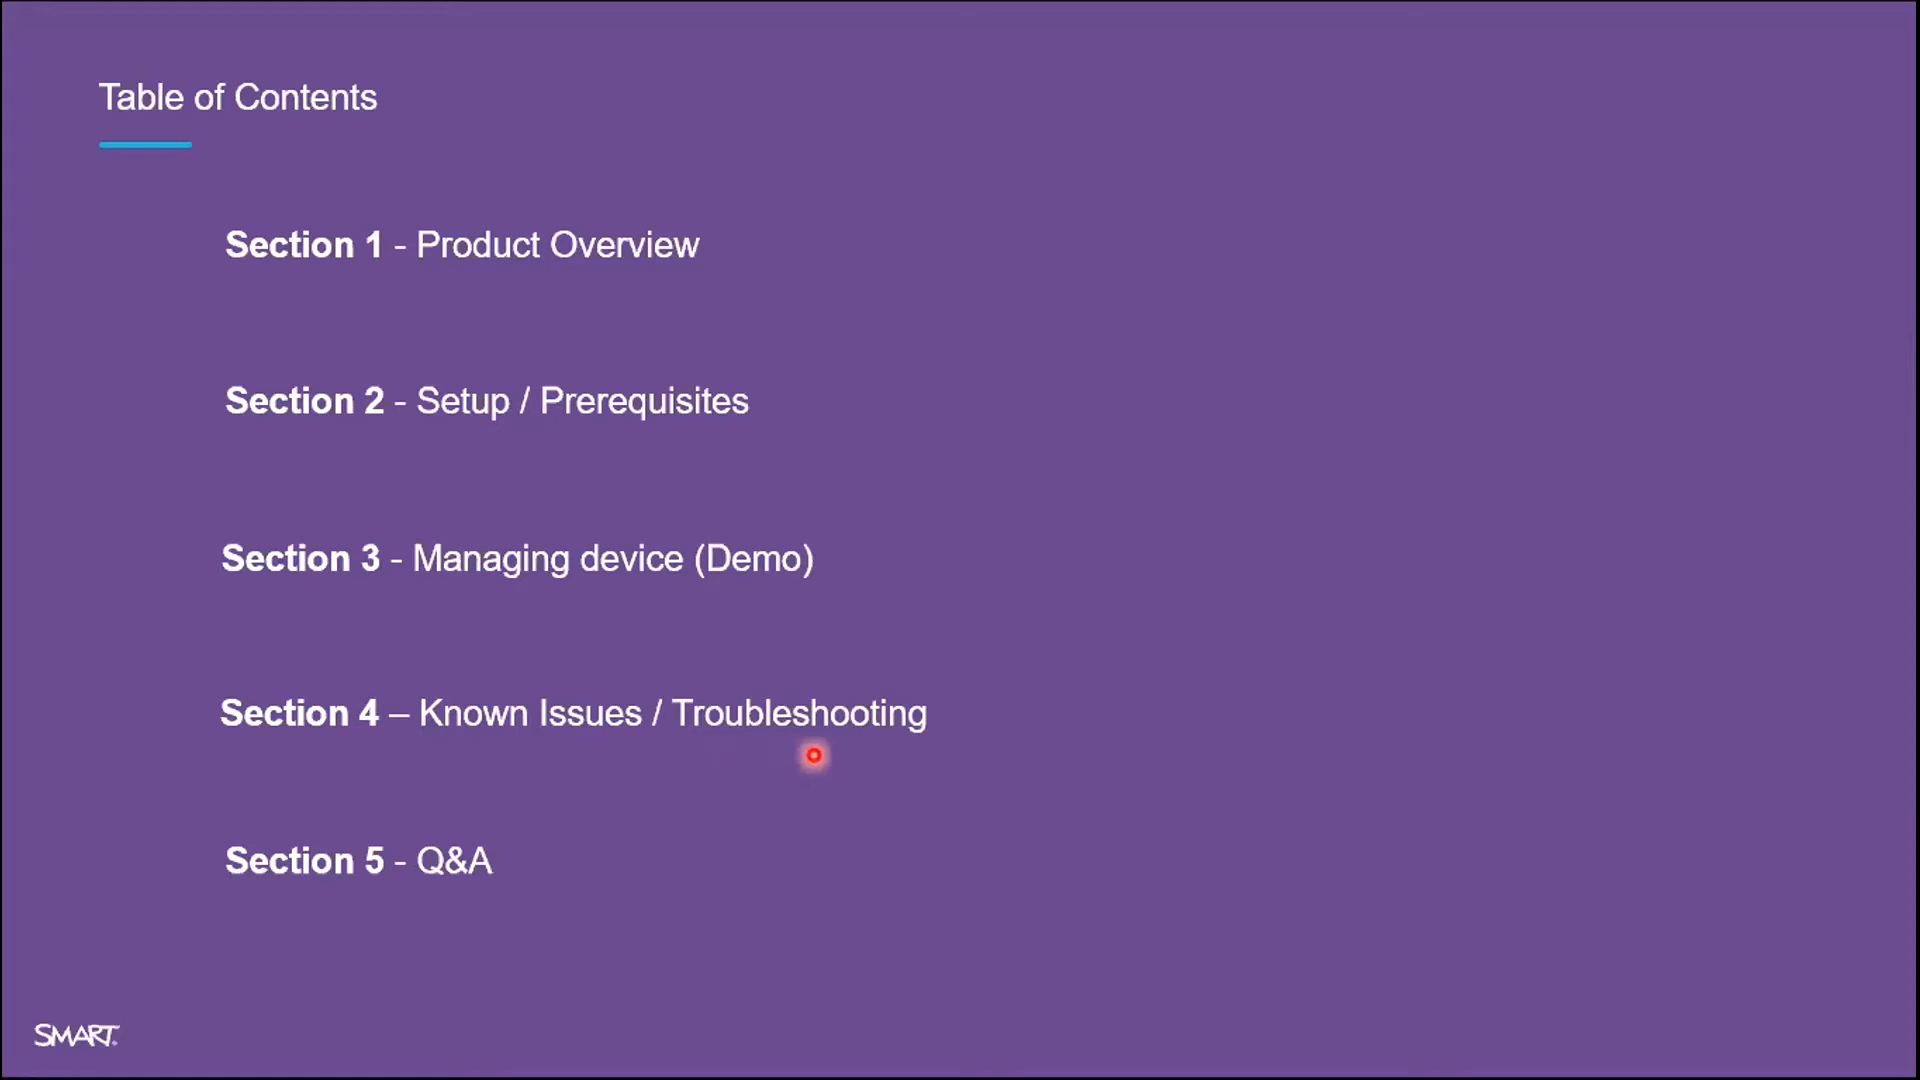 Table of Contents
Section 1 - Product Overview
Section 2 - Setup / Prerequisites
Section 3 - Managing device (Demo)
Section 4 – Known Issues / Troubleshooting
Section 5 - Q&A
SMART